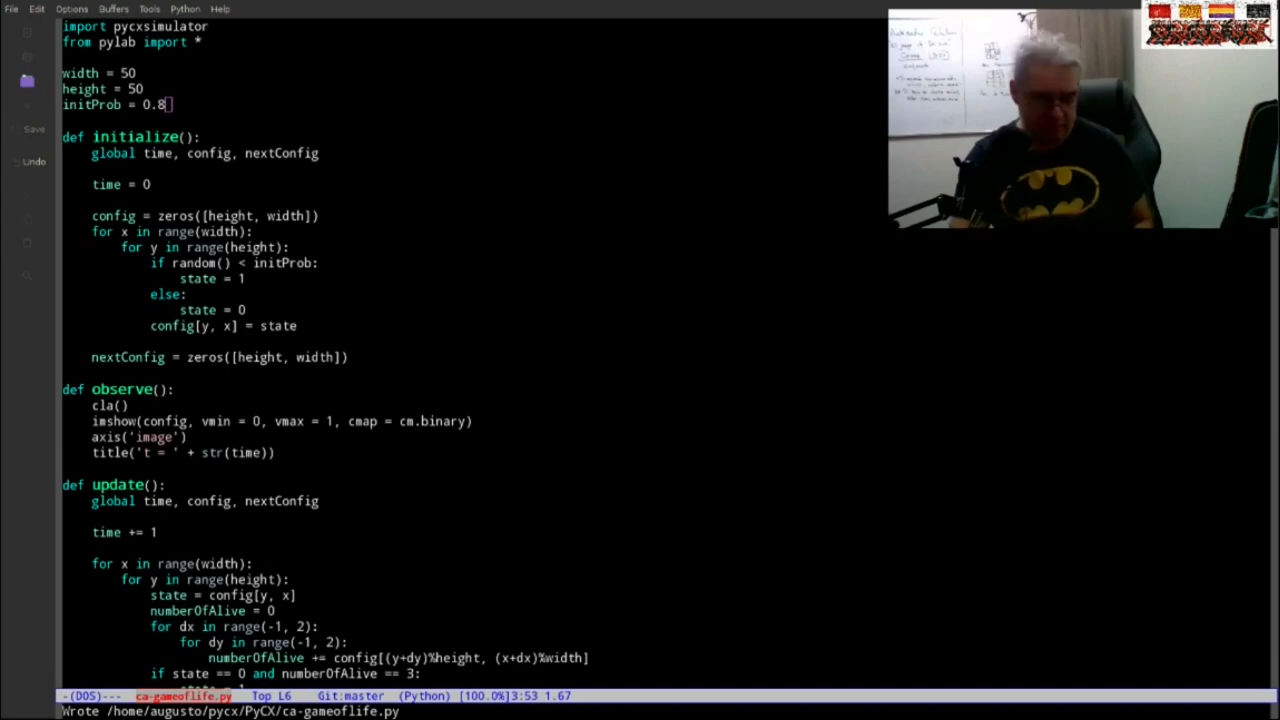 File Edit Options Buffers Tools Python Help
import pycxsimulator
from pylab import *
width = 50
height = 50
initProb = 0.8
Save
def initialize():
global time, config, nextConfig
Undo
time = 0
config = zeros([height, width])
for x in range(width):
for y in range(height):
if random() < initProb:
state = 1
else:
state = 0
config[y, x] = state
nextConfig = zeros([height, width])
def observe():
cla()
imshow(config, vmin = 0, vmax = 1, cmap = cm.binary)
axis('image')
title('t = ' + str(time))
def update():
global time, config, nextConfig
time += 1
for x in range(width):
for y in range(height):
state = config[y, x]
numberOfAlive = 0
for dx in range(-1, 2):
for dy in range(-1, 2):
numberOfAlive += config[(y+dy)%height, (x+dx)%width]
if state == 0 and numberOfAlive == 3:
-(DOS)--- ca-gameoflife.py Top L6 Git:master (Python) [100.0%]3:53 1.67
Wrote /home/augusto/pycx/PyCX/ca-gameoflife.py